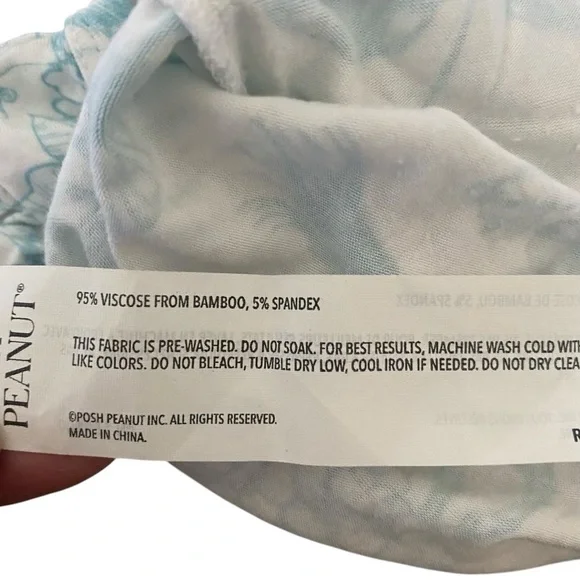 PEANUT®
95% VISCOSE FROM BAMBOO, 5% SPANDEX
THIS FABRIC IS PRE-WASHED. DO NOT SOAK. FOR BEST RESULTS, MACHINE WASH COLD WITH
LIKE COLORS. DO NOT BLEACH, TUMBLE DRY LOW, COOL IRON IF NEEDED. DO NOT DRY CLEA
©POSH PEANUT INC. ALL RIGHTS RESERVED.
MADE IN CHINA.
R